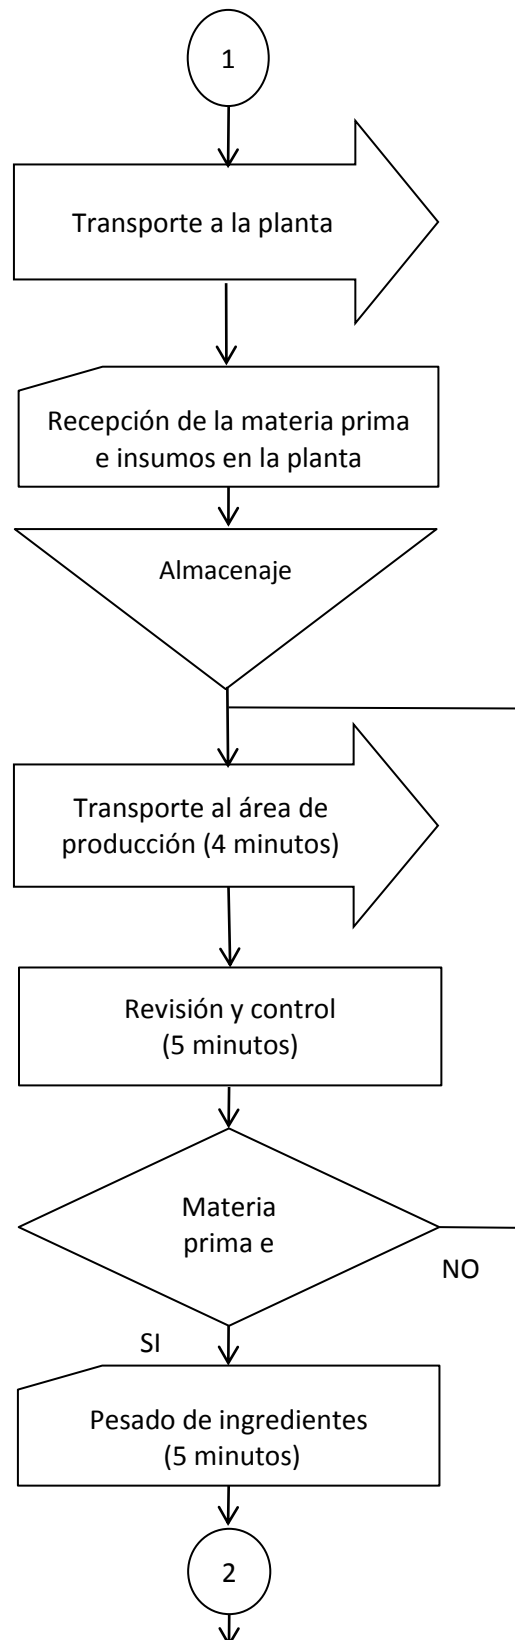 1
Transporte a la planta
Recepción de la materia prima
e insumos en la planta
Almacenaje
Transporte al área de
producción (4 minutos)
Revisión y control
(5 minutos)
Materia
prima e
NO
SI
Pesado de ingredientes
(5 minutos)
2